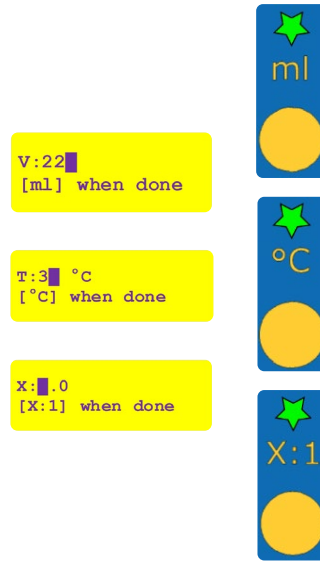 ml
V:22
[ml] when done
°C
T:3 °C
[°C] when done
X:.0
[X:1] when done
X:1